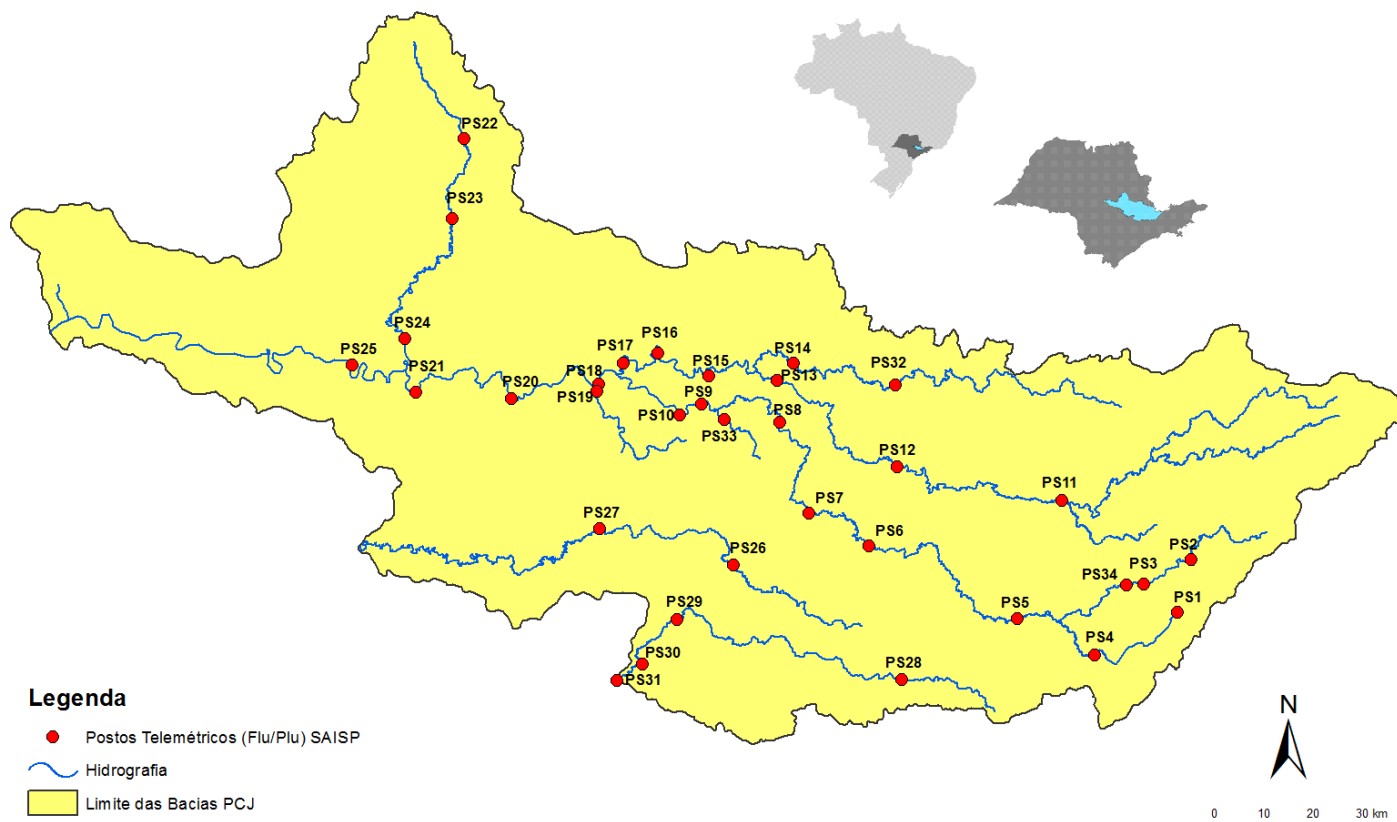 PS22
PS23
PS24
PS25
PS21
PS20
PS18
PS19
PS17
PS16
PS15
PS14
PS13
PS32
PS9
PS10
PS33
PS8
PS12
PS11
PS7
PS6
PS27
PS26
PS2
PS3
PS34
PS1
PS5
PS4
PS29
PS30
PS31
PS28
Legenda
Postos Telemétricos (Flu/Plu) SAISP
Hidrografia
Limite das Bacias PCJ
N
0 10 20 30 km